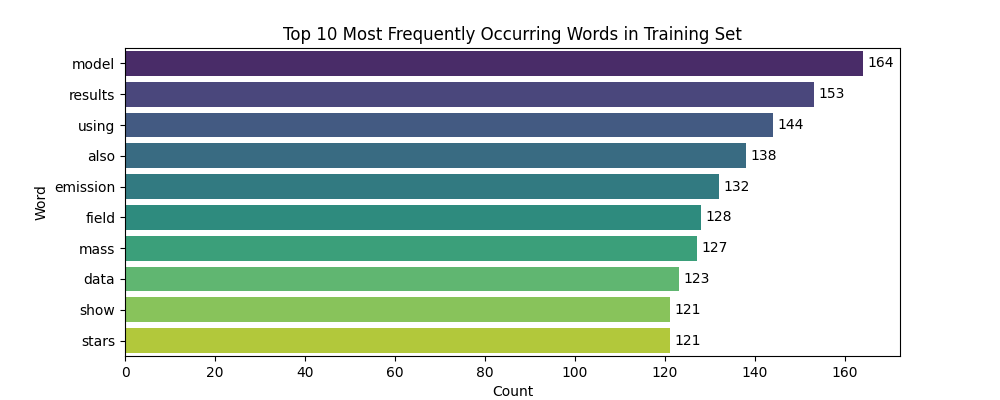 Top 10 Most Frequently Occurring Words in Training Set
Word
model 164
results 153
using 144
also 138
emission 132
field 128
mass 127
data 123
show 121
stars 121
0 20 40 60 80 100 120 140 160
Count